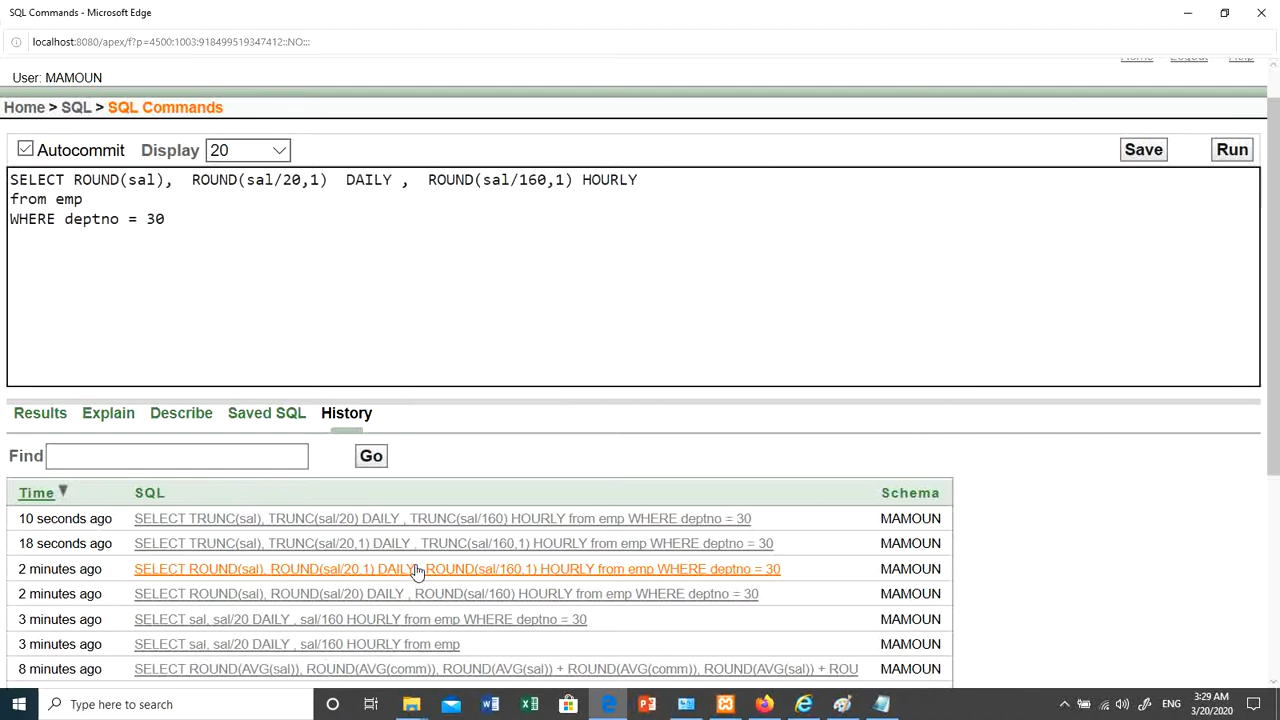 SQL Commands - Microsoft Edge
localhost:8080/apex/f?p=4500:1003:918499519347412::NO:::
Home Logout Help
User: MAMOUN
Home > SQL > SQL Commands
Autocommit Display 20 Save Run
SELECT ROUND(sal), ROUND(sal/20,1) DAILY , ROUND(sal/160,1) HOURLY
from emp
WHERE deptno = 30
Results Explain Describe Saved SQL History
Find Go
Time SQL Schema
10 seconds ago SELECT TRUNC(sal), TRUNC(sal/20) DAILY , TRUNC(sal/160) HOURLY from emp WHERE deptno = 30 MAMOUN
18 seconds ago SELECT TRUNC(sal), TRUNC(sal/20,1) DAILY , TRUNC(sal/160,1) HOURLY from emp WHERE deptno = 30 MAMOUN
2 minutes ago SELECT ROUND(sal), ROUND(sal/20,1) DAILY ROUND(sal/160,1) HOURLY from emp WHERE deptno = 30 MAMOUN
2 minutes ago SELECT ROUND(sal), ROUND(sal/20) DAILY , ROUND(sal/160) HOURLY from emp WHERE deptno = 30 MAMOUN
3 minutes ago SELECT sal, sal/20 DAILY , sal/160 HOURLY from emp WHERE deptno = 30 MAMOUN
3 minutes ago SELECT sal, sal/20 DAILY , sal/160 HOURLY from emp MAMOUN
8 minutes ago SELECT ROUND(AVG(sal)), ROUND(AVG(comm)), ROUND(AVG(sal)) + ROUND(AVG(comm)), ROUND(AVG(sal)) + ROU MAMOUN
Type here to search ENG 3:29 AM
3/20/2020